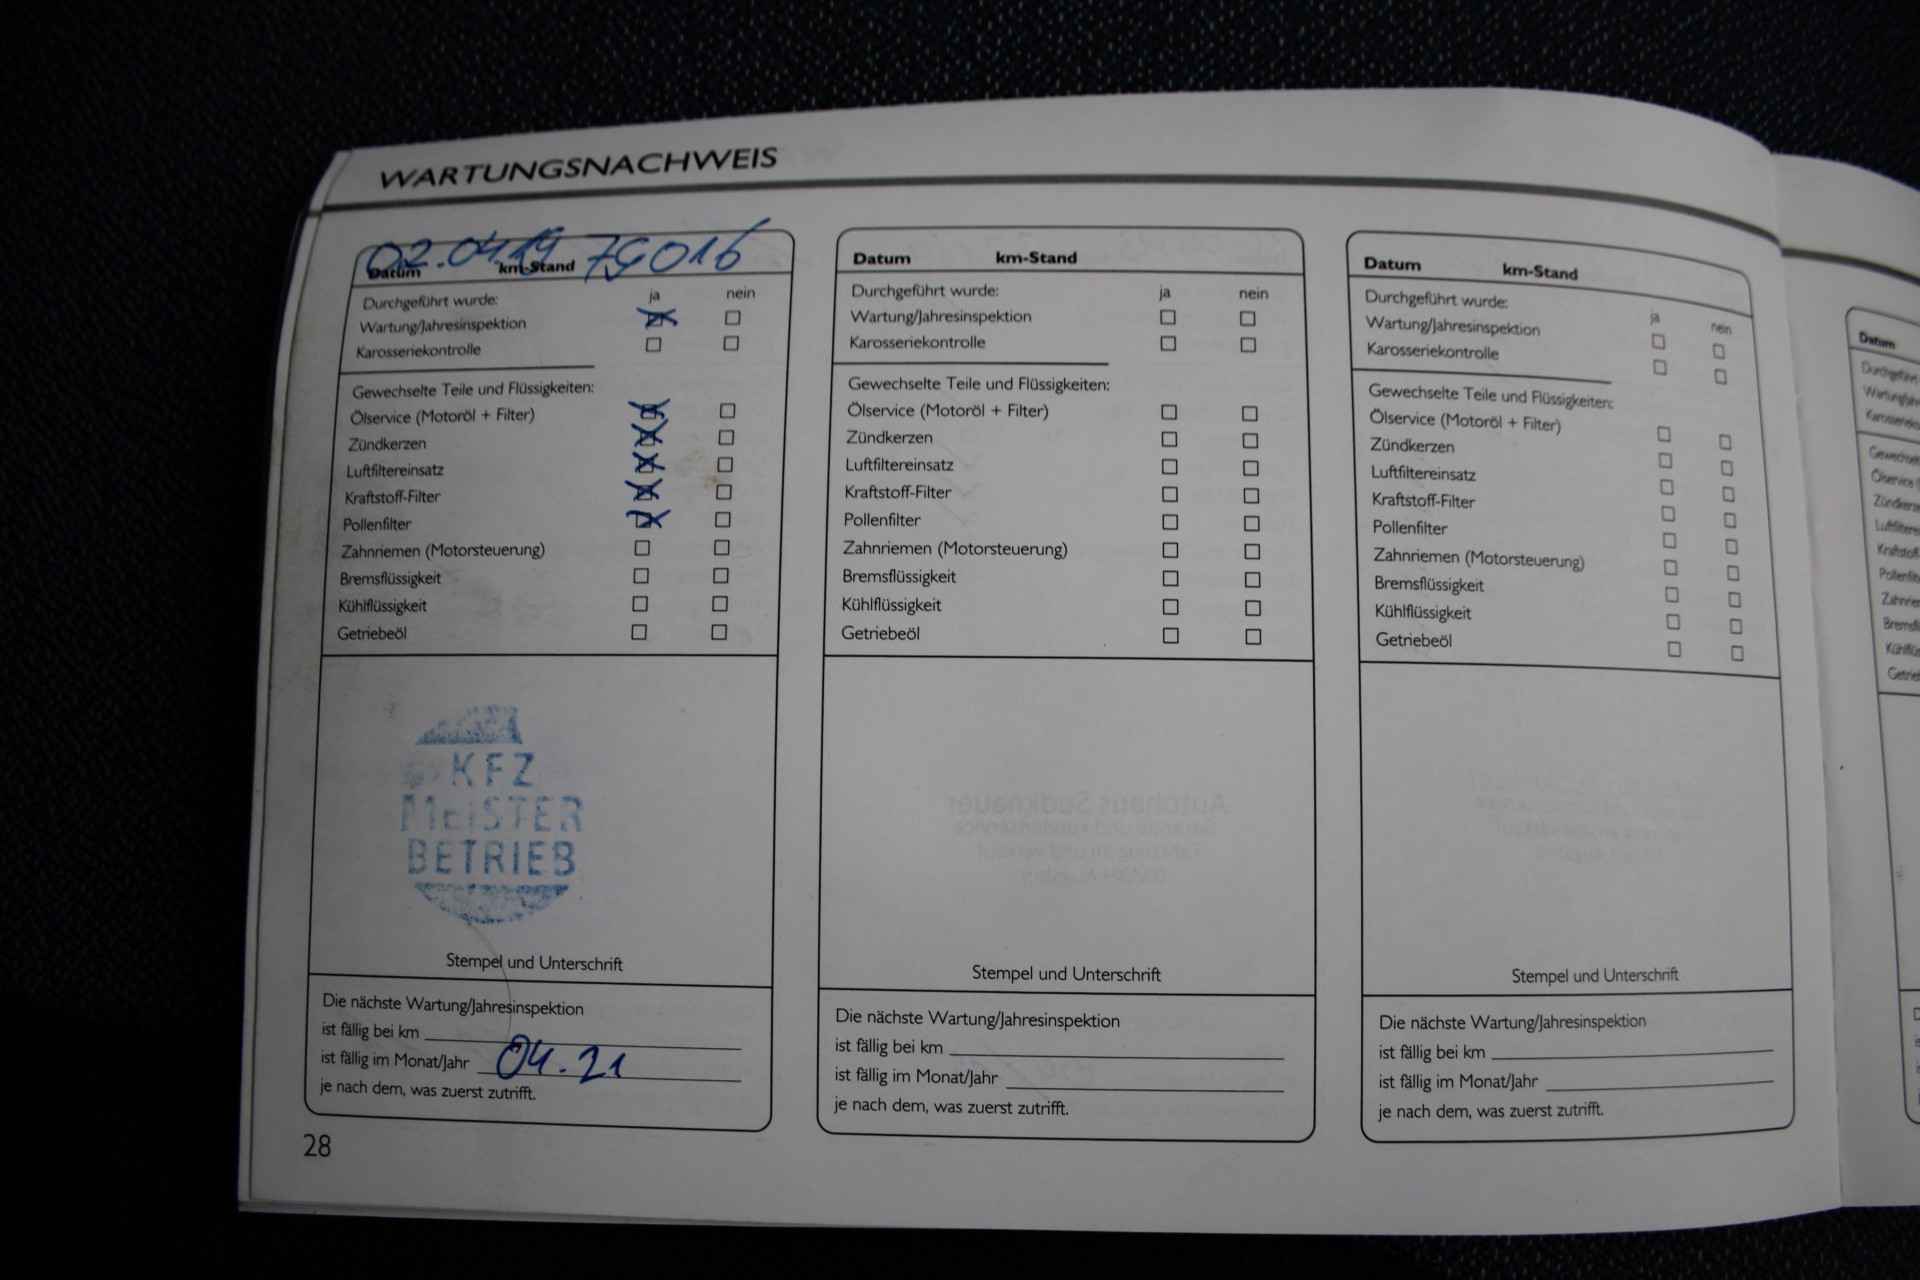 WARTUNGSNACHWEIS
02.04.19 79016
Datum km-Stand
Durchgeführt wurde: ja nein
Wartung/Jahresinspektion
Karosseriekontrolle
Gewechselte Teile und Flüssigkeiten:
Ölservice (Motoröl + Filter)
Zündkerzen
Luftfiltereinsatz
Kraftstoff-Filter
Pollenfilter
Zahnriemen (Motorsteuerung)
Bremsflüssigkeit
Kühlflüssigkeit
Getriebeöl
KFZ
MEISTER
BETRIEB
Stempel und Unterschrift
Die nächste Wartung/Jahresinspektion
ist fällig bei km
ist fällig im Monat/Jahr 04.21
je nach dem, was zuerst zutrifft.
28
Datum km-Stand
Durchgeführt wurde: ja nein
Wartung/Jahresinspektion
Karosseriekontrolle
Gewechselte Teile und Flüssigkeiten:
Ölservice (Motoröl + Filter)
Zündkerzen
Luftfiltereinsatz
Kraftstoff-Filter
Pollenfilter
Zahnriemen (Motorsteuerung)
Bremsflüssigkeit
Kühlflüssigkeit
Getriebeöl
Stempel und Unterschrift
Die nächste Wartung/Jahresinspektion
ist fällig bei km
ist fällig im Monat/Jahr
je nach dem, was zuerst zutrifft.
Datum km-Stand
Durchgeführt wurde: ja nein
Wartung/Jahresinspektion
Karosseriekontrolle
Gewechselte Teile und Flüssigkeiten:
Ölservice (Motoröl + Filter)
Zündkerzen
Luftfiltereinsatz
Kraftstoff-Filter
Pollenfilter
Zahnriemen (Motorsteuerung)
Bremsflüssigkeit
Kühlflüssigkeit
Getriebeöl
Stempel und Unterschrift
Die nächste Wartung/Jahresinspektion
ist fällig bei km
ist fällig im Monat/Jahr
je nach dem, was zuerst zutrifft.
Datum